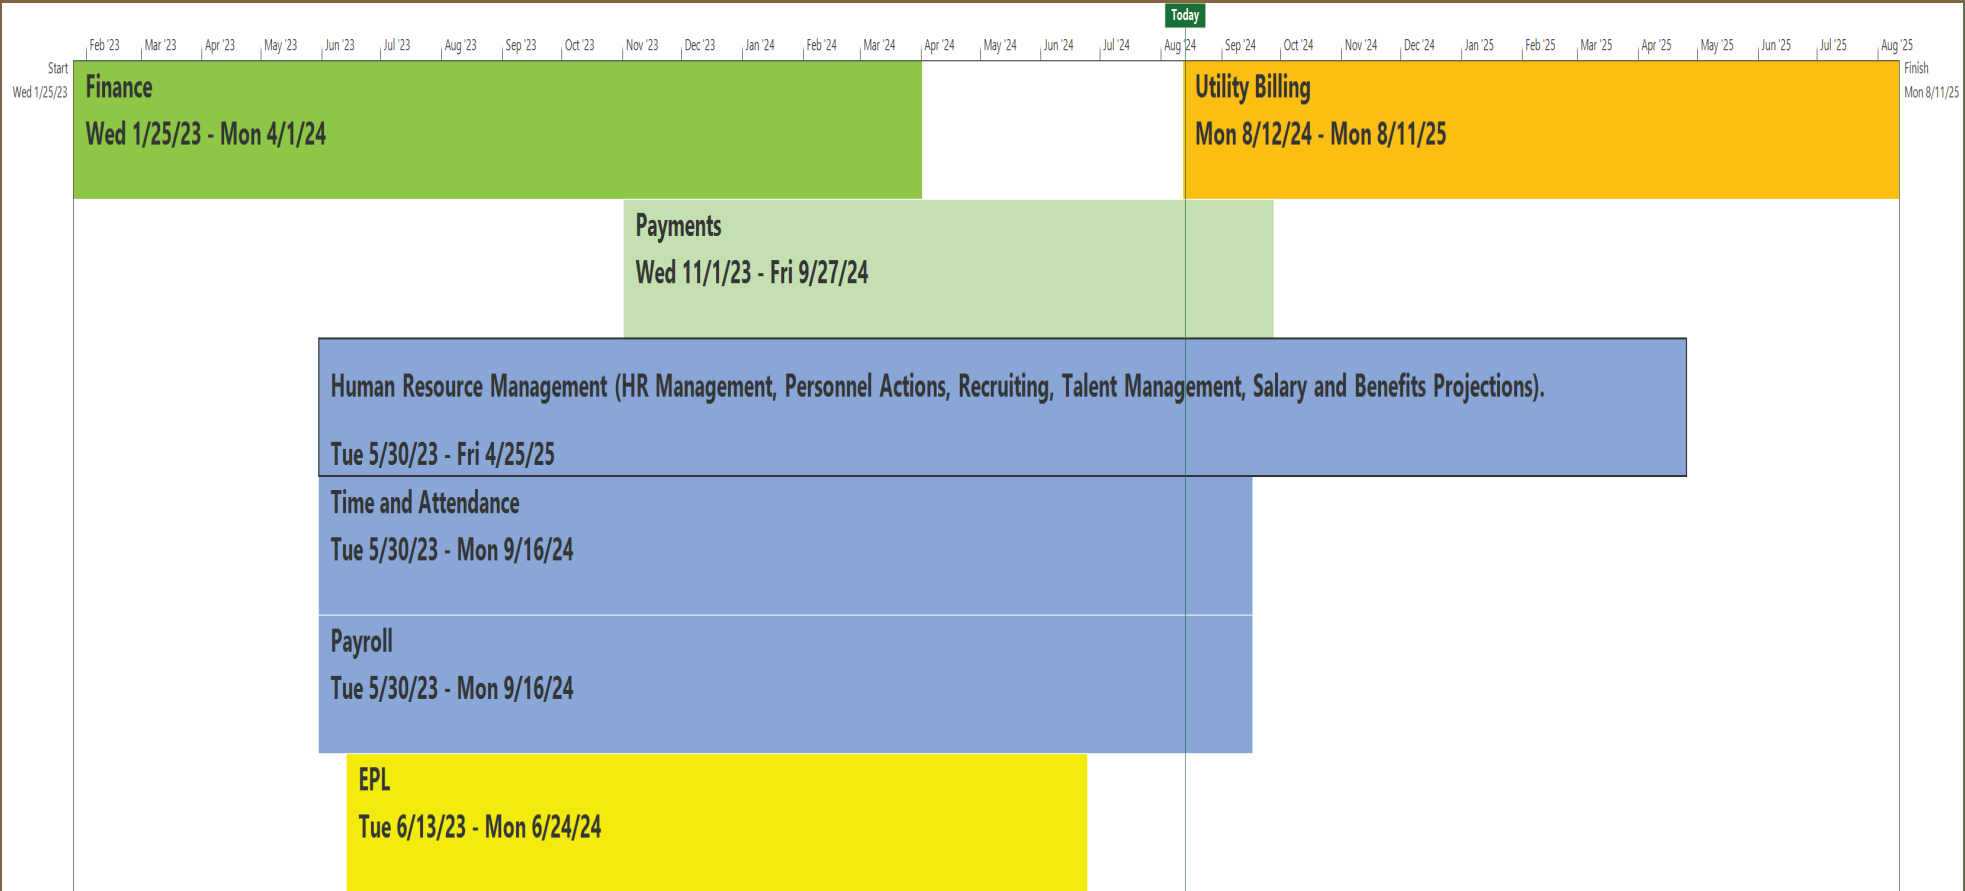 Today
Feb '23 Mar '23 Apr '23 May '23 Jun '23 Jul '23 Aug '23 Sep '23 Oct '23 Nov '23 Dec '23 Jan '24 Feb '24 Mar '24 Apr '24 May '24 Jun '24 Jul '24 Aug '24 Sep '24 Oct '24 Nov '24 Dec '24 Jan '25 Feb '25 Mar '25 Apr '25 May '25 Jun '25 Jul '25 Aug '25
Start
Wed 1/25/23
Finish
Mon 8/11/25
Finance
Wed 1/25/23 - Mon 4/1/24
Utility Billing
Mon 8/12/24 - Mon 8/11/25
Payments
Wed 11/1/23 - Fri 9/27/24
Human Resource Management (HR Management, Personnel Actions, Recruiting, Talent Management, Salary and Benefits Projections).
Tue 5/30/23 - Fri 4/25/25
Time and Attendance
Tue 5/30/23 - Mon 9/16/24
Payroll
Tue 5/30/23 - Mon 9/16/24
EPL
Tue 6/13/23 - Mon 6/24/24